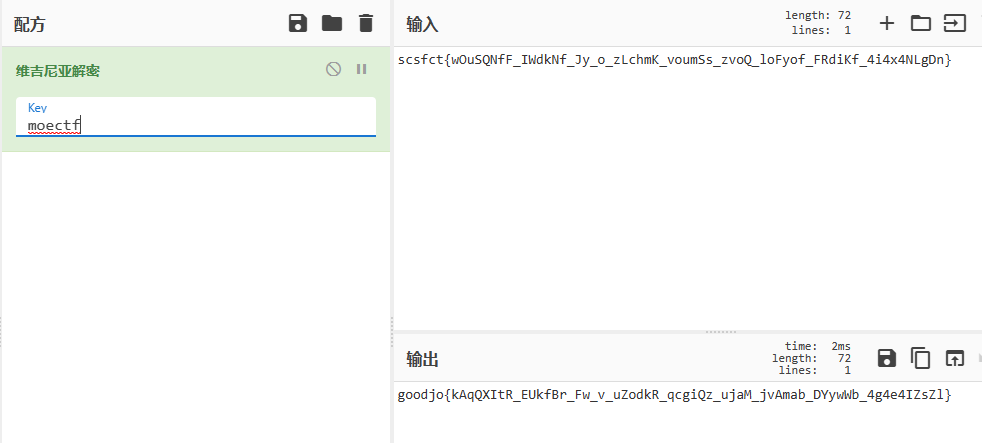 配方
维吉尼亚解密
Key
moectf
输入
length: 72
lines: 1
scsfct{wOuSQNfF_IWdkNf_Jy_o_zLchmK_voumSs_zvoQ_loFyof_FRdiKf_4i4x4NLgDn}
输出
time: 2ms
length: 72
lines: 1
goodjo{kAqQXItR_EUkfBr_Fw_v_uZodkR_qcgiQz_ujaM_jvAmab_DYywWb_4g4e4IZsZl}